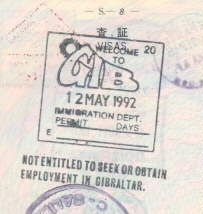 — S— 8 —
査 証
VISAS
WELCOME 20
TO
GIB
12 MAY 1992
IMMIGRATION DEPT.
PERMIT DAYS
E
NOT ENTITLED TO SEEK OR OBTAIN
EMPLOYMENT IN GIBRALTAR.